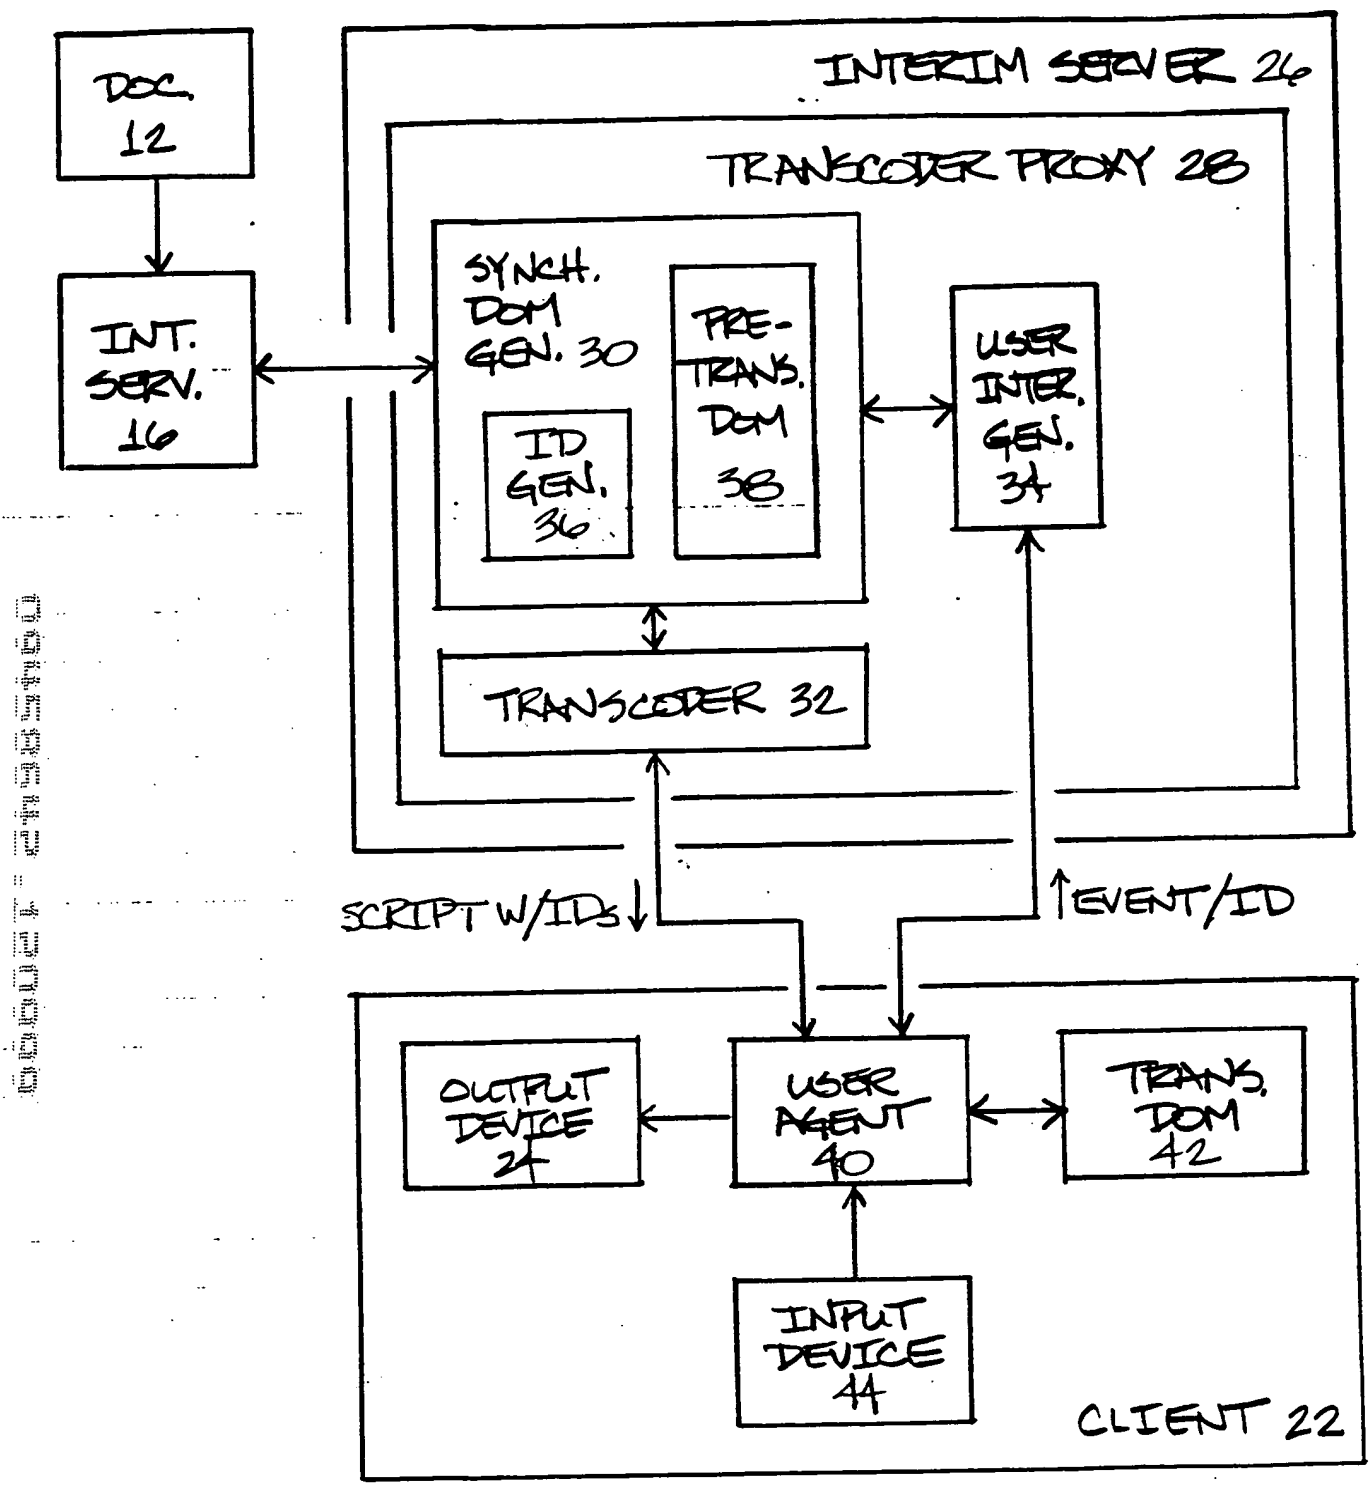 DOC.
12
INTERIM SERVER 26
TRANSCODER PROXY 28
INT.
SERV.
16
SYNCH.
DOM
GEN. 30
ID
GEN.
36
PRE-
TRANS.
DOM
38
USER
INTER.
GEN.
34
TRANSCODER 32
SCRIPT W/IDs
EVENT/ID
OUTPUT
DEVICE
24
USER
AGENT
40
TRANS.
DOM
42
INPUT
DEVICE
44
CLIENT 22